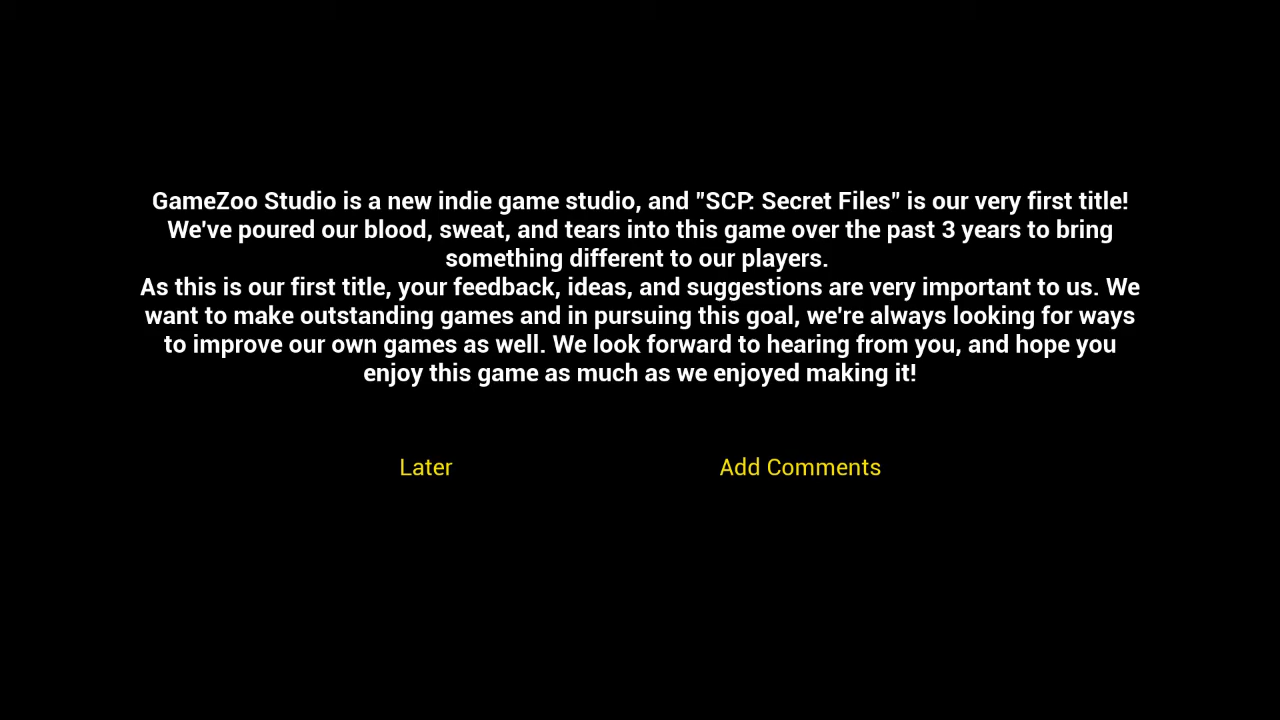 GameZoo Studio is a new indie game studio, and "SCP: Secret Files" is our very first title!
We've poured our blood, sweat, and tears into this game over the past 3 years to bring
something different to our players.
As this is our first title, your feedback, ideas, and suggestions are very important to us. We
want to make outstanding games and in pursuing this goal, we're always looking for ways
to improve our own games as well. We look forward to hearing from you, and hope you
enjoy this game as much as we enjoyed making it!
Later
Add Comments